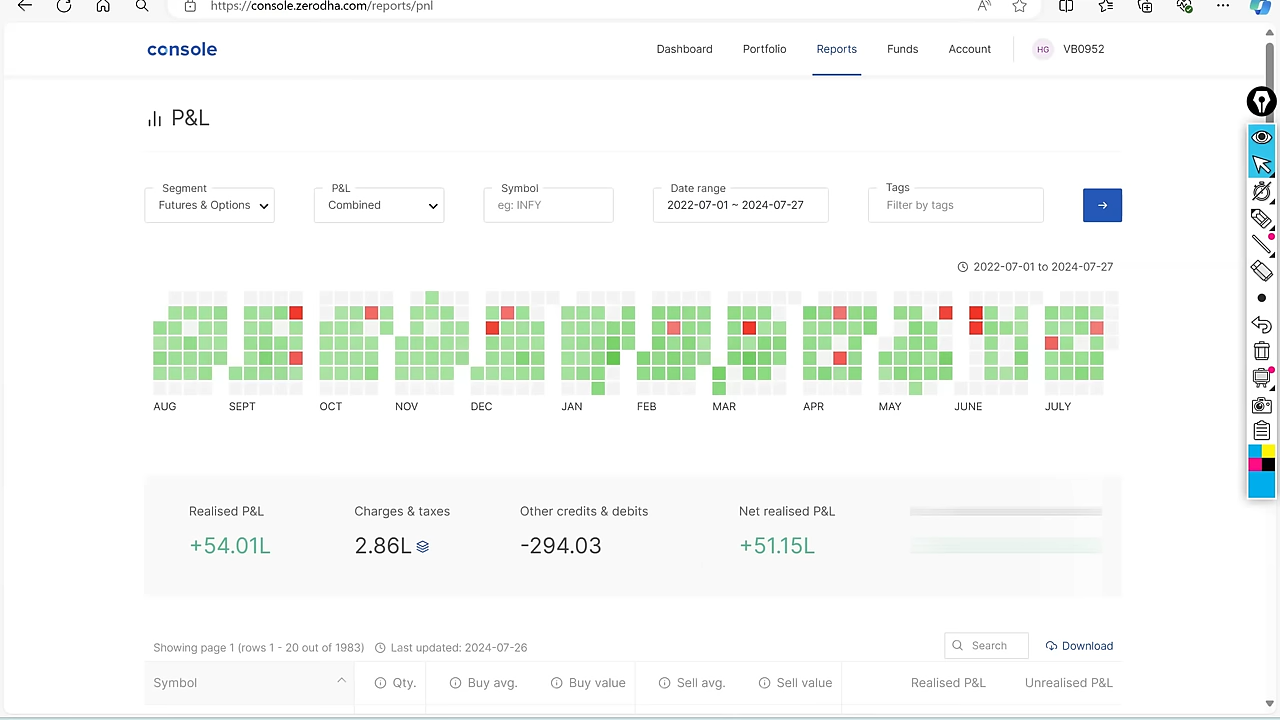 https://console.zerodha.com/reports/pnl
console
Dashboard Portfolio Reports Funds Account HG VB0952
P&L
Segment P&L Symbol Date range Tags
Futures & Options Combined eg: INFY 2022-07-01 ~ 2024-07-27 Filter by tags
2022-07-01 to 2024-07-27
AUG SEPT OCT NOV DEC JAN FEB MAR APR MAY JUNE JULY
Realised P&L Charges & taxes Other credits & debits Net realised P&L
+54.01L 2.86L -294.03 +51.15L
Showing page 1 (rows 1 - 20 out of 1983) Last updated: 2024-07-26 Search Download
Symbol Qty. Buy avg. Buy value Sell avg. Sell value Realised P&L Unrealised P&L